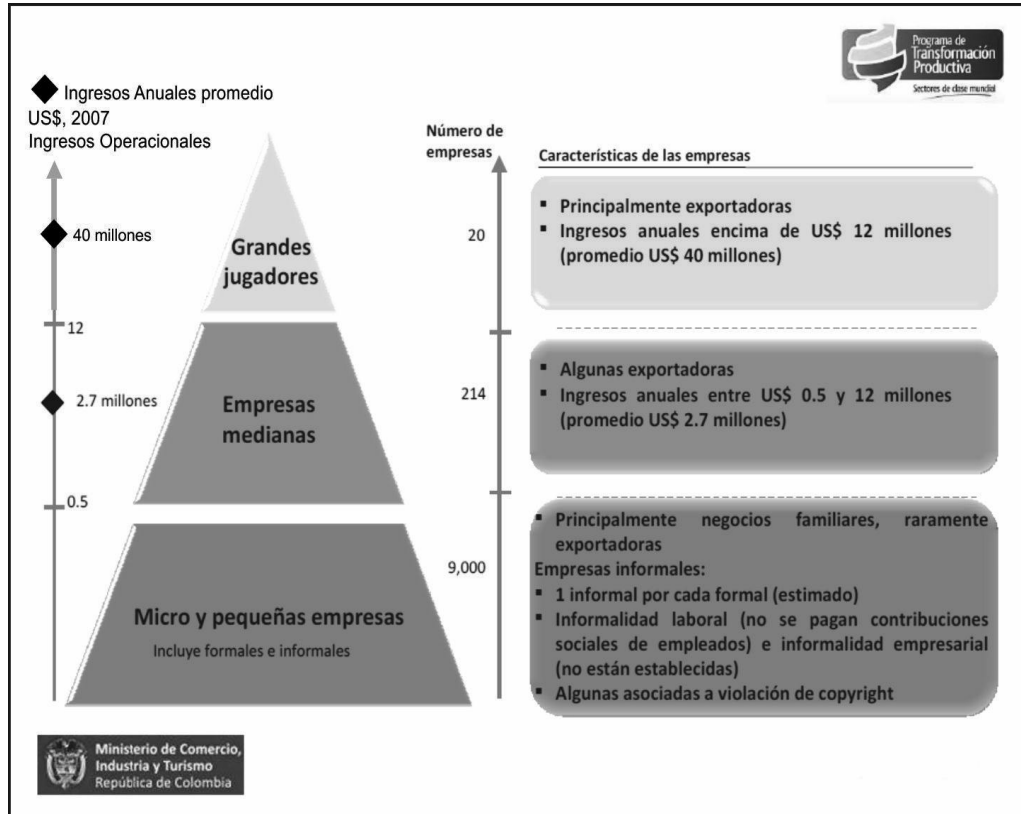 Programa de
Transformación
Productiva
Sectores de clase mundial
Ingresos Anuales promedio
US$, 2007
Ingresos Operacionales
40 millones
12
2.7 millones
0.5
Grandes
jugadores
Empresas
medianas
Micro y pequeñas empresas
Incluye formales e informales
Número de
empresas
20
214
9,000
Características de las empresas
▪ Principalmente exportadoras
▪ Ingresos anuales encima de US$ 12 millones
(promedio US$ 40 millones)
▪ Algunas exportadoras
▪ Ingresos anuales entre US$ 0.5 y 12 millones
(promedio US$ 2.7 millones)
▪ Principalmente negocios familiares, raramente
exportadoras
Empresas informales:
▪ 1 informal por cada formal (estimado)
▪ Informalidad laboral (no se pagan contribuciones
sociales de empleados) e informalidad empresarial
(no están establecidas)
▪ Algunas asociadas a violación de copyright
Ministerio de Comercio,
Industria y Turismo
República de Colombia